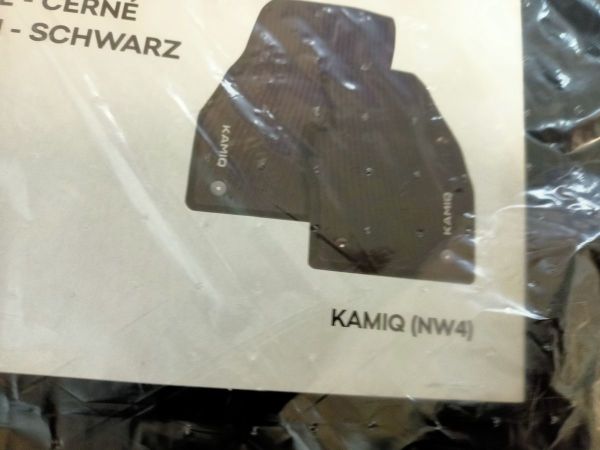 - ČERNÉ
- SCHWARZ
KAMIQ
KAMIQ
KAMIQ (NW4)